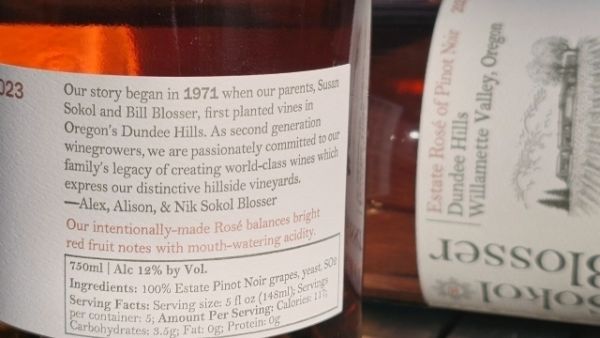 023
Our story began in 1971 when our parents, Susan
Sokol and Bill Blosser, first planted vines in
Oregon's Dundee Hills. As second generation
winegrowers, we are passionately committed to our
family's legacy of creating world-class wines which
express our distinctive hillside vineyards.
—Alex, Alison, & Nik Sokol Blosser
Our intentionally-made Rosé balances bright
red fruit notes with mouth-watering acidity.
750ml | Alc 12% by Vol.
Ingredients: 100% Estate Pinot Noir grapes, yeast, SO2
Serving Facts: Serving size: 5 fl oz (148ml); Servings
per container: 5; Amount Per Serving: Calories:
Carbohydrates: 3.5g; Fat: 0g; Protein: 0g
Estate Rosé of Pinot Noir
Dundee Hills
Willamette Valley, Oregon
Sokol
Blosser